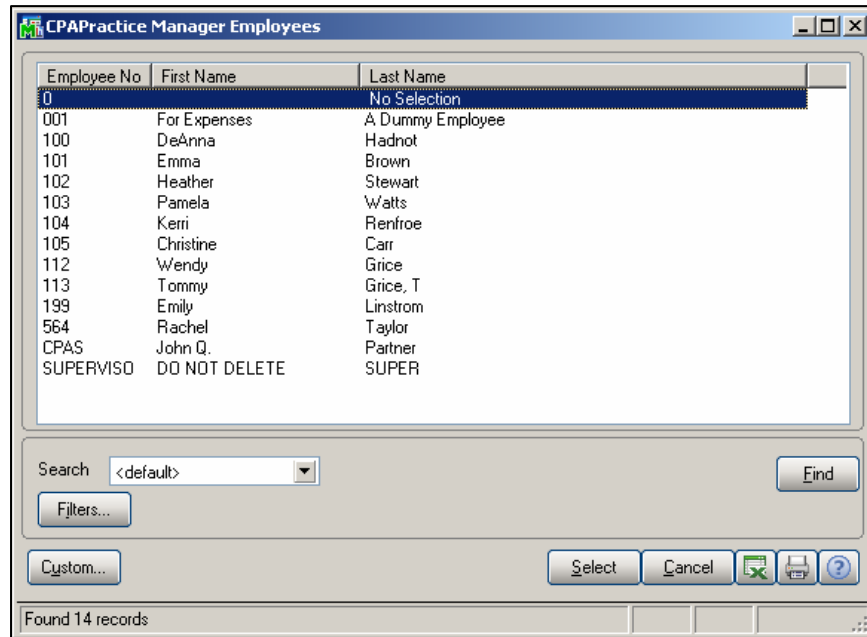 CPAPractice Manager Employees
Employee No First Name Last Name
0 No Selection
001 For Expenses A Dummy Employee
100 DeAnna Hadnot
101 Emma Brown
102 Heather Stewart
103 Pamela Watts
104 Kerri Renfroe
105 Christine Carr
112 Wendy Grice
113 Tommy Grice, T
199 Emily Linstrom
564 Rachel Taylor
CPAS John Q. Partner
SUPERVISO DO NOT DELETE SUPER
Search <default> Find
Filters...
Custom... Select Cancel
Found 14 records